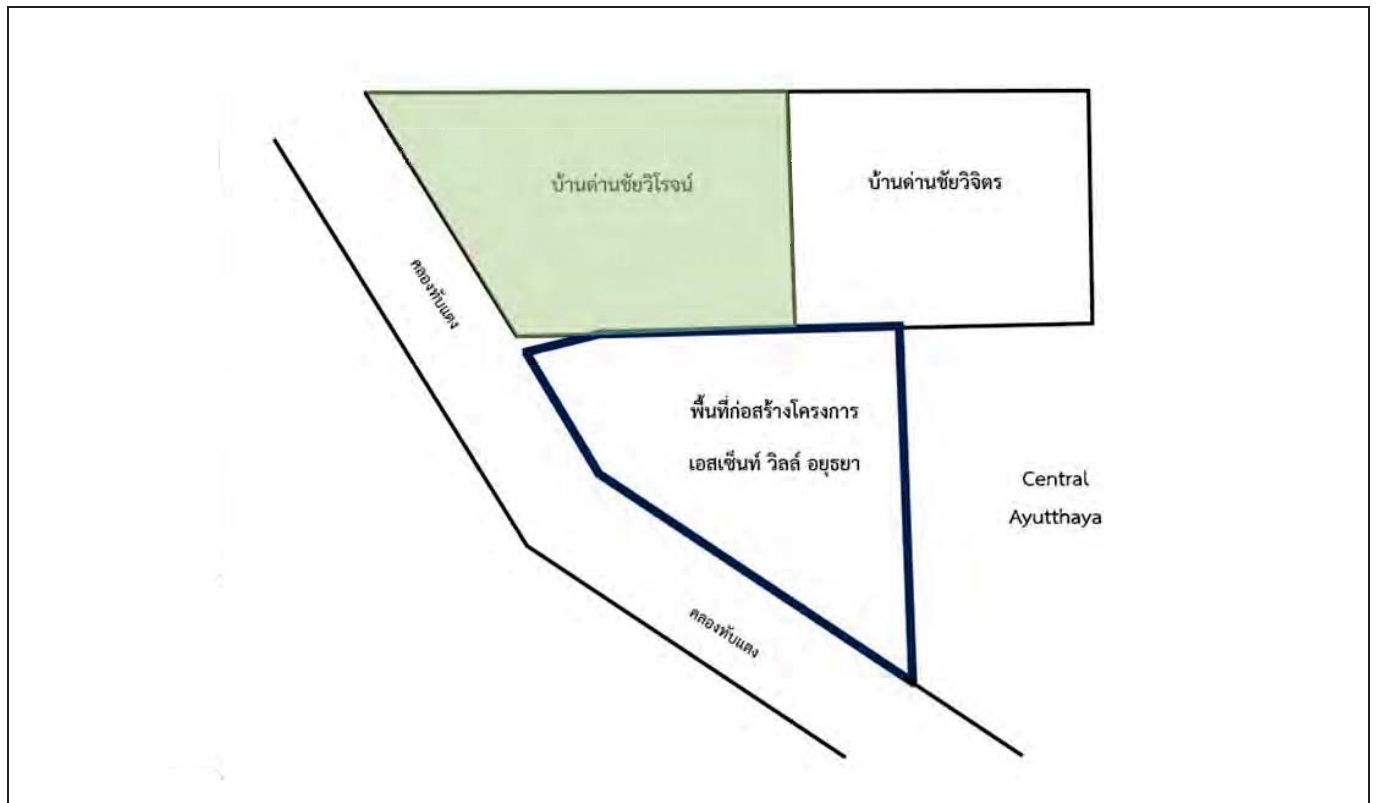 บ้านด่านชัยวิโรจน์
บ้านด่านชัยวิจิตร
คลองทับแดง
พื้นที่ก่อสร้างโครงการ
เอสเซ็นท์ วิลล์ อยุธยา
Central
Ayutthaya
คลองทับแดง